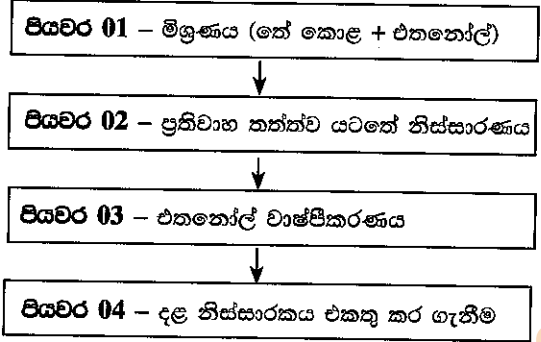 පියවර 01 – මිශ්‍රණය (තේ කොළ + එතනෝල්)
පියවර 02 – ප්‍රතිවාහ තත්ත්ව යටතේ නිස්සාරණය
පියවර 03 – එතනෝල් වාෂ්පීකරණය
පියවර 04 – දළ නිස්සාරකය එකතු කර ගැනීම